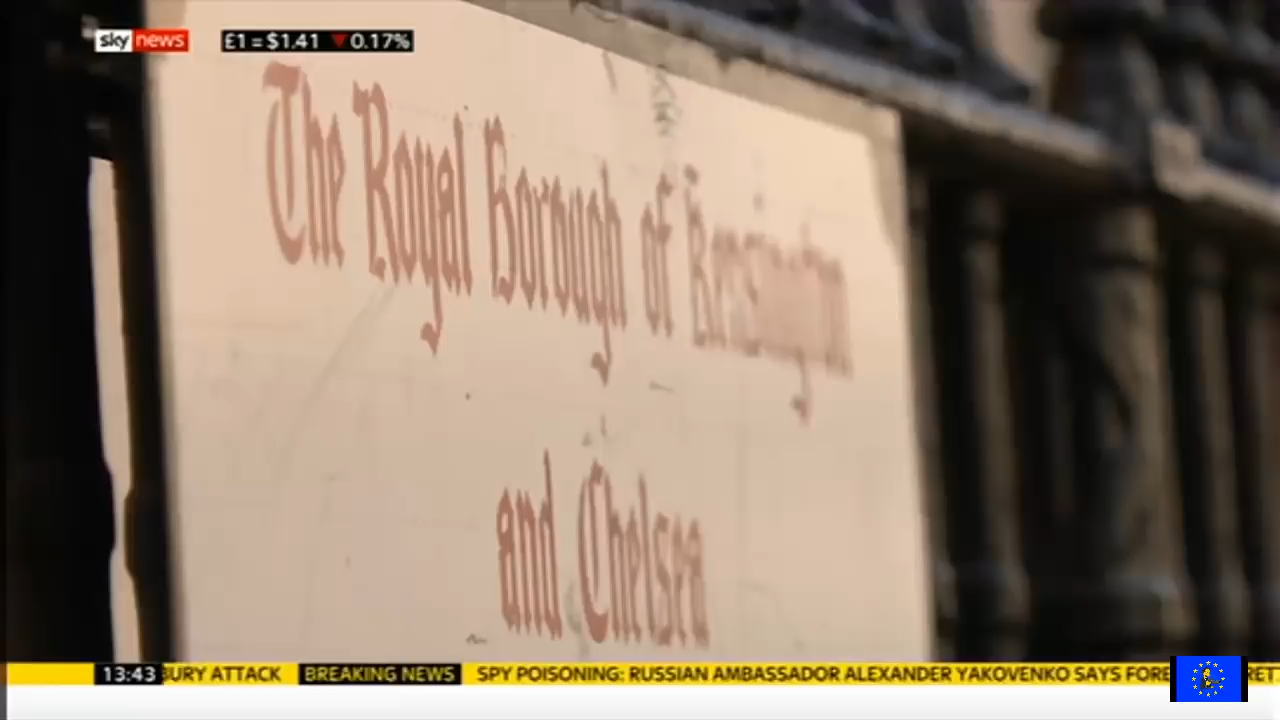 sky news £1=$1.41 ▼ 0.17%
The Royal Borough of Kensington
and Chelsea
13:43 BURY ATTACK BREAKING NEWS SPY POISONING: RUSSIAN AMBASSADOR ALEXANDER YAKOVENKO SAYS FORE